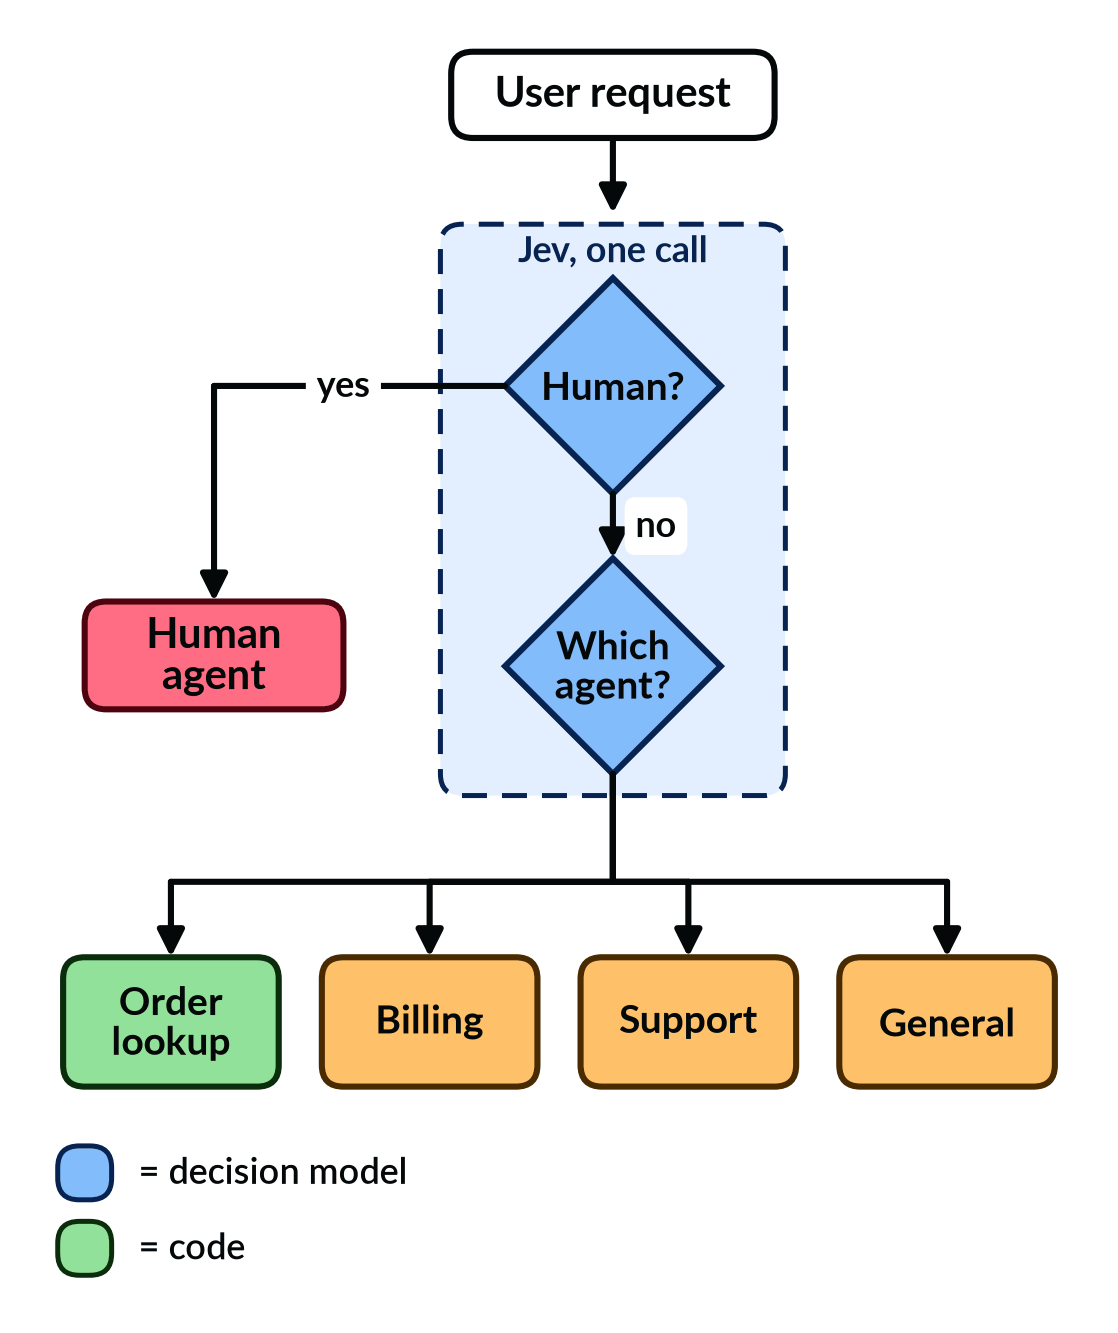 User request
Jev, one call
Human?
yes
no
Human
agent
Which
agent?
Order
lookup
Billing
Support
General
= decision model
= code